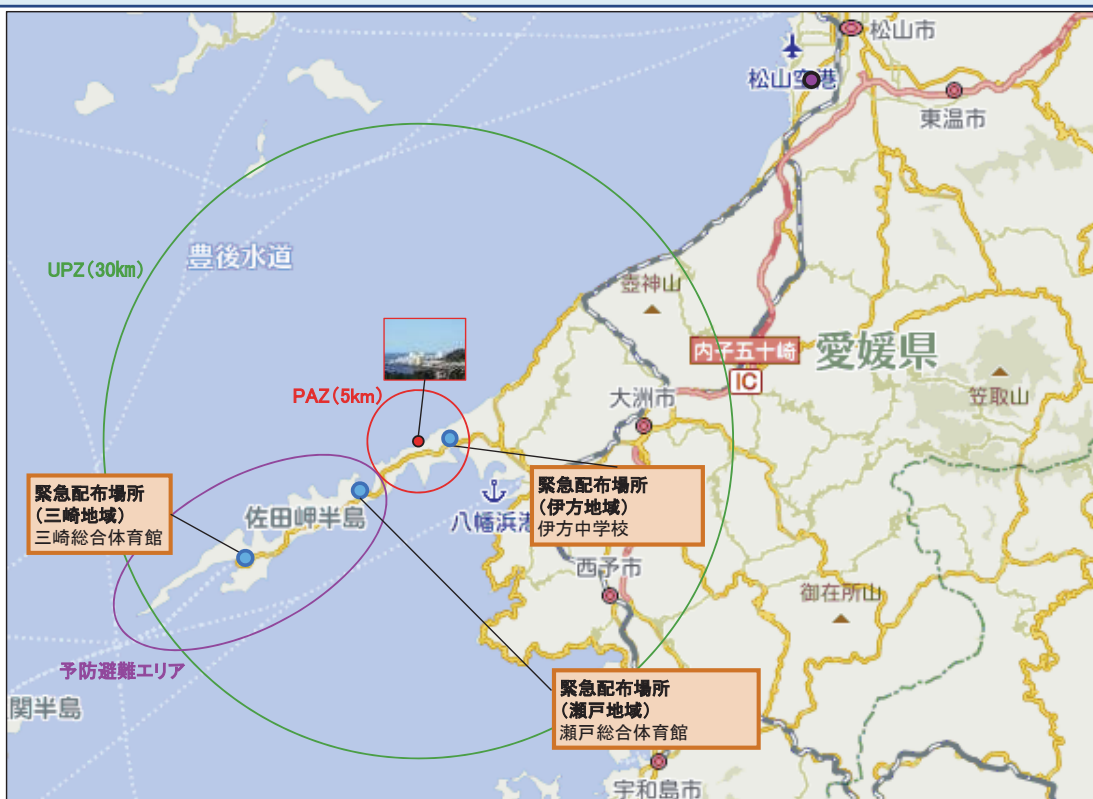 松山市
松山空港
東温市
豊後水道
UPZ(30km)
壺神山
内子五十崎
IC
愛媛県
笠取山
大洲市
PAZ(5km)
緊急配布場所
(三崎地域)
三崎総合体育館
佐田岬半島
八幡浜港
緊急配布場所
(伊方地域)
伊方中学校
西予市
御在所山
予防避難エリア
関半島
緊急配布場所
(瀬戸地域)
瀬戸総合体育館
宇和島市